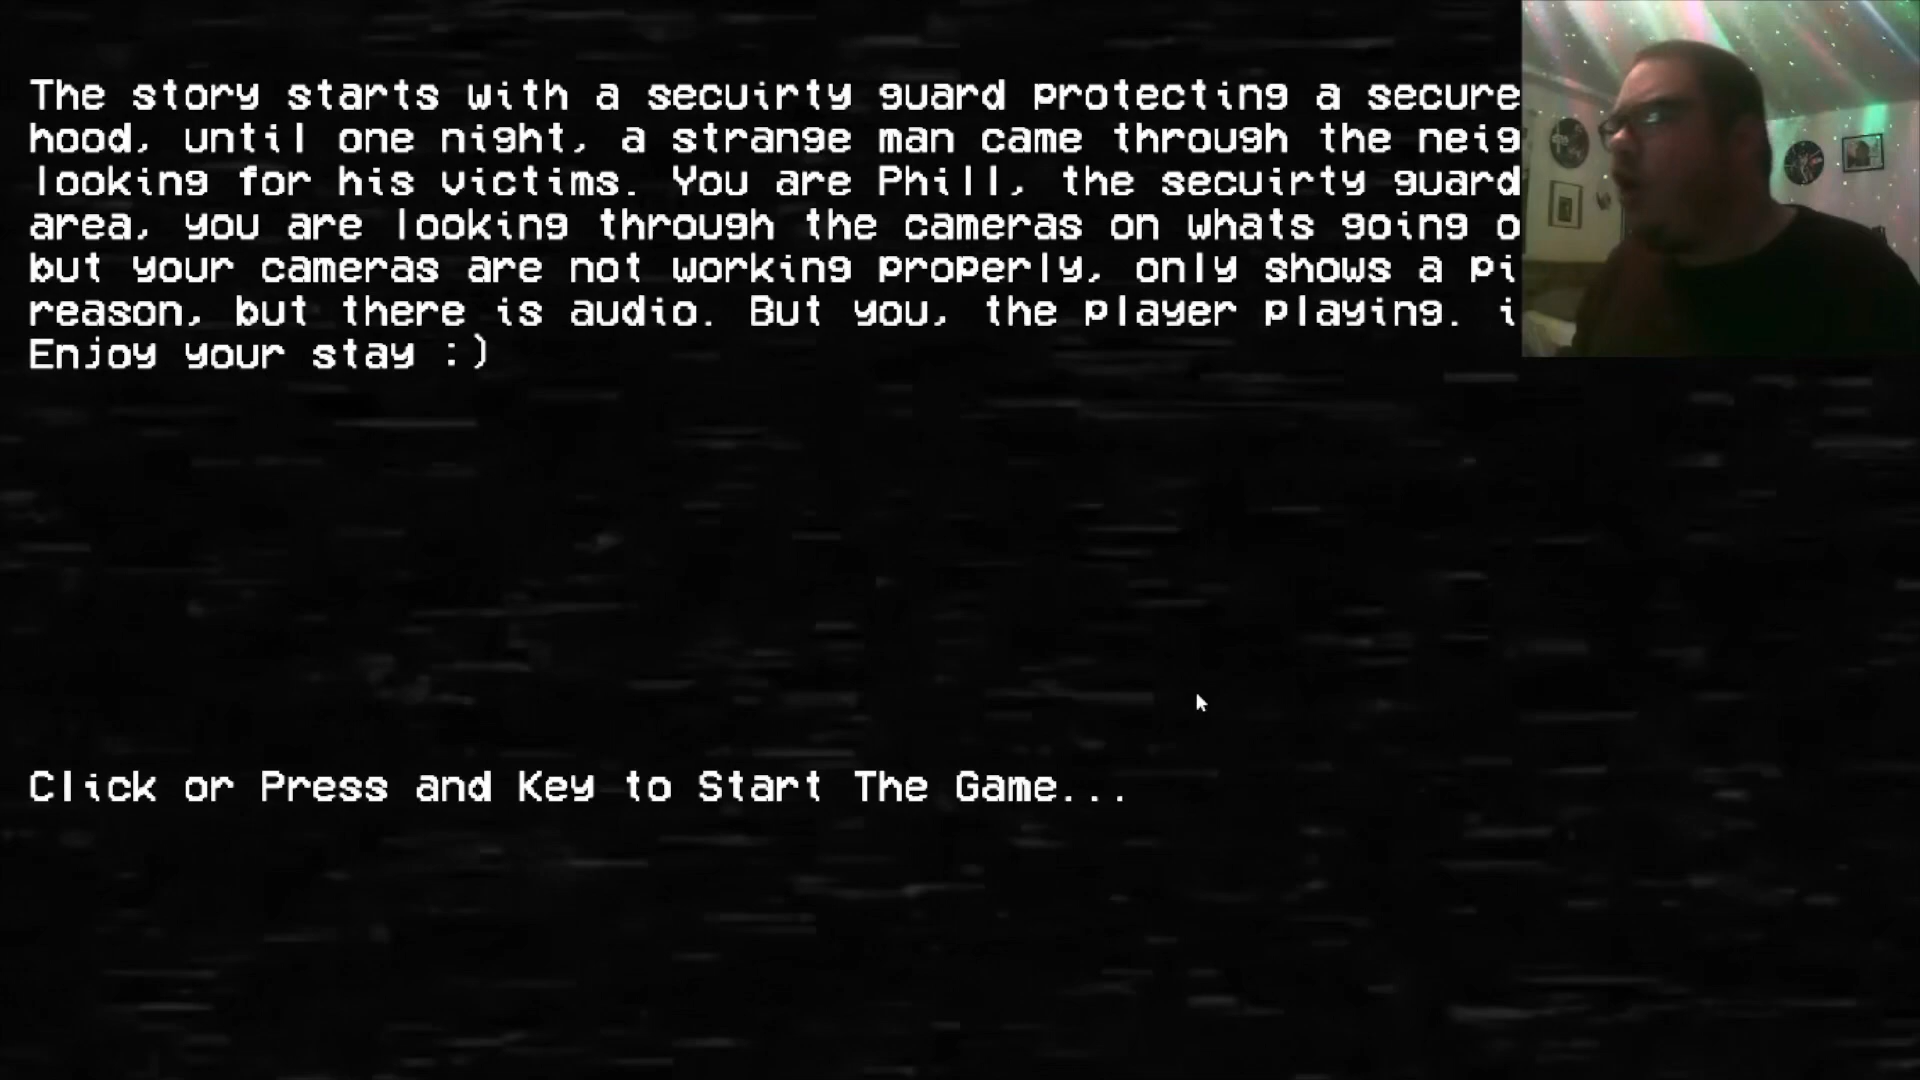 The story starts with a secuirty guard protecting a secure
hood, until one night, a strange man came through the
looking for his victims. You are Phill, the secuirty guard
area, you are looking through the cameras on whats going
but your cameras are not working properly, only shows a
reason, but there is audio. But you, the player playing.
Enjoy your stay :)
Click or Press and Key to Start The Game...